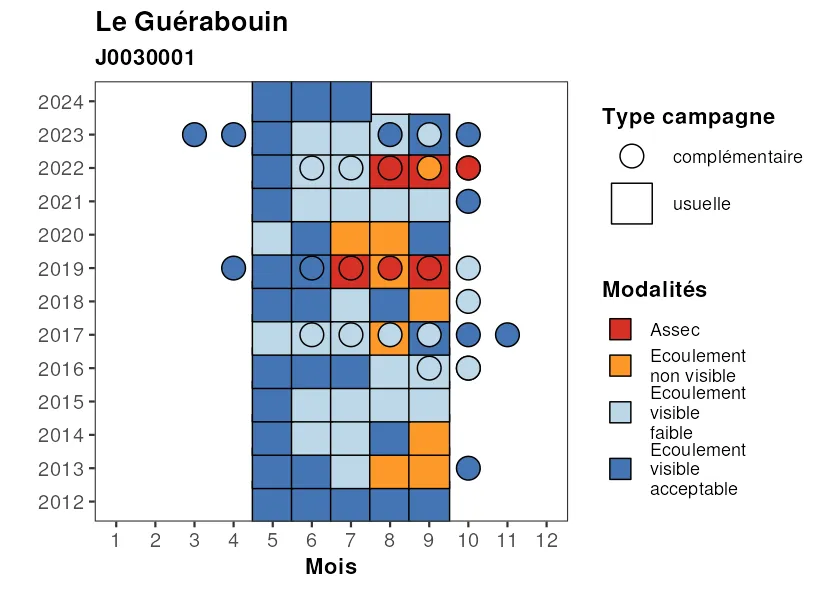 Le Guérabouin
J0030001
2024
2023
2022
2021
2020
2019
2018
2017
2016
2015
2014
2013
2012
1 2 3 4 5 6 7 8 9 10 11 12
Mois
Type campagne
complémentaire
usuelle
Modalités
Assec
Ecoulement
non visible
Ecoulement
visible
faible
Ecoulement
visible
acceptable